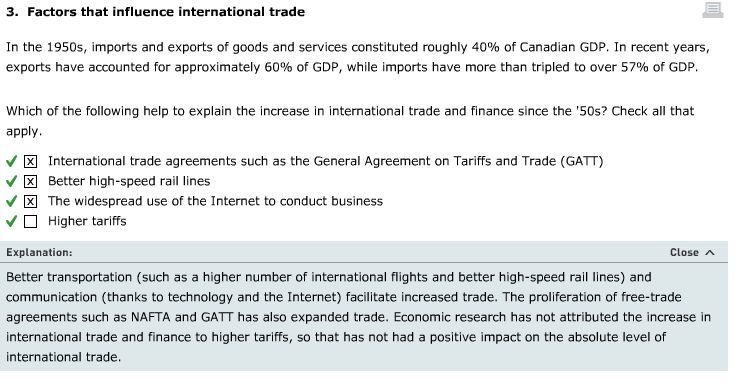 3. Factors that influence international trade
In the 1950s, imports and exports of goods and services constituted roughly 40% of Canadian GDP. In recent years,
exports have accounted for approximately 60% of GDP, while imports have more than tripled to over 57% of GDP.
Which of the following help to explain the increase in international trade and finance since the '50s? Check all that
apply.
International trade agreements such as the General Agreement on Tariffs and Trade (GATT)
Better high-speed rail lines
The widespread use of the Internet to conduct business
Higher tariffs
Explanation: Close
Better transportation (such as a higher number of international flights and better high-speed rail lines) and
communication (thanks to technology and the Internet) facilitate increased trade. The proliferation of free-trade
agreements such as NAFTA and GATT has also expanded trade. Economic research has not attributed the increase in
international trade and finance to higher tariffs, so that has not had a positive impact on the absolute level of
international trade.